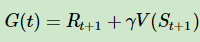 G(t) = R_{t+1} + γV(S_{t+1})